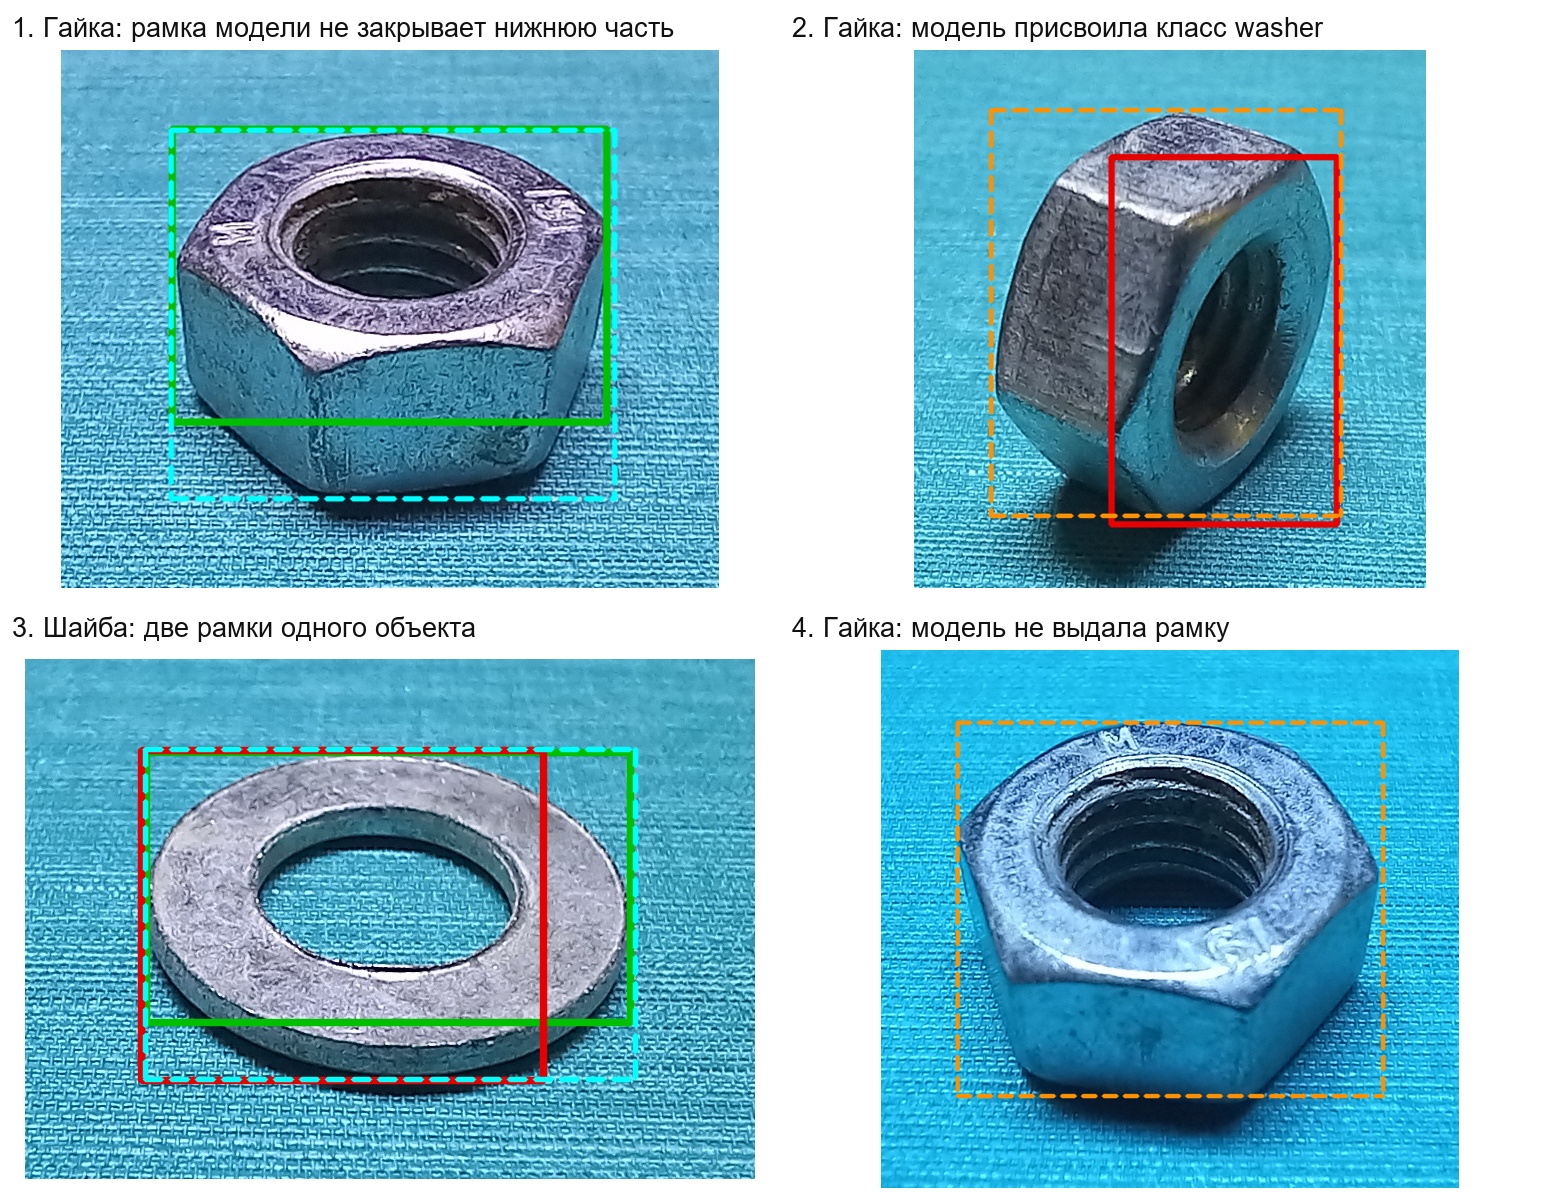 1. Гайка: рамка модели не закрывает нижнюю часть
2. Гайка: модель присвоила класс washer
3. Шайба: две рамки одного объекта
4. Гайка: модель не выдала рамку
M